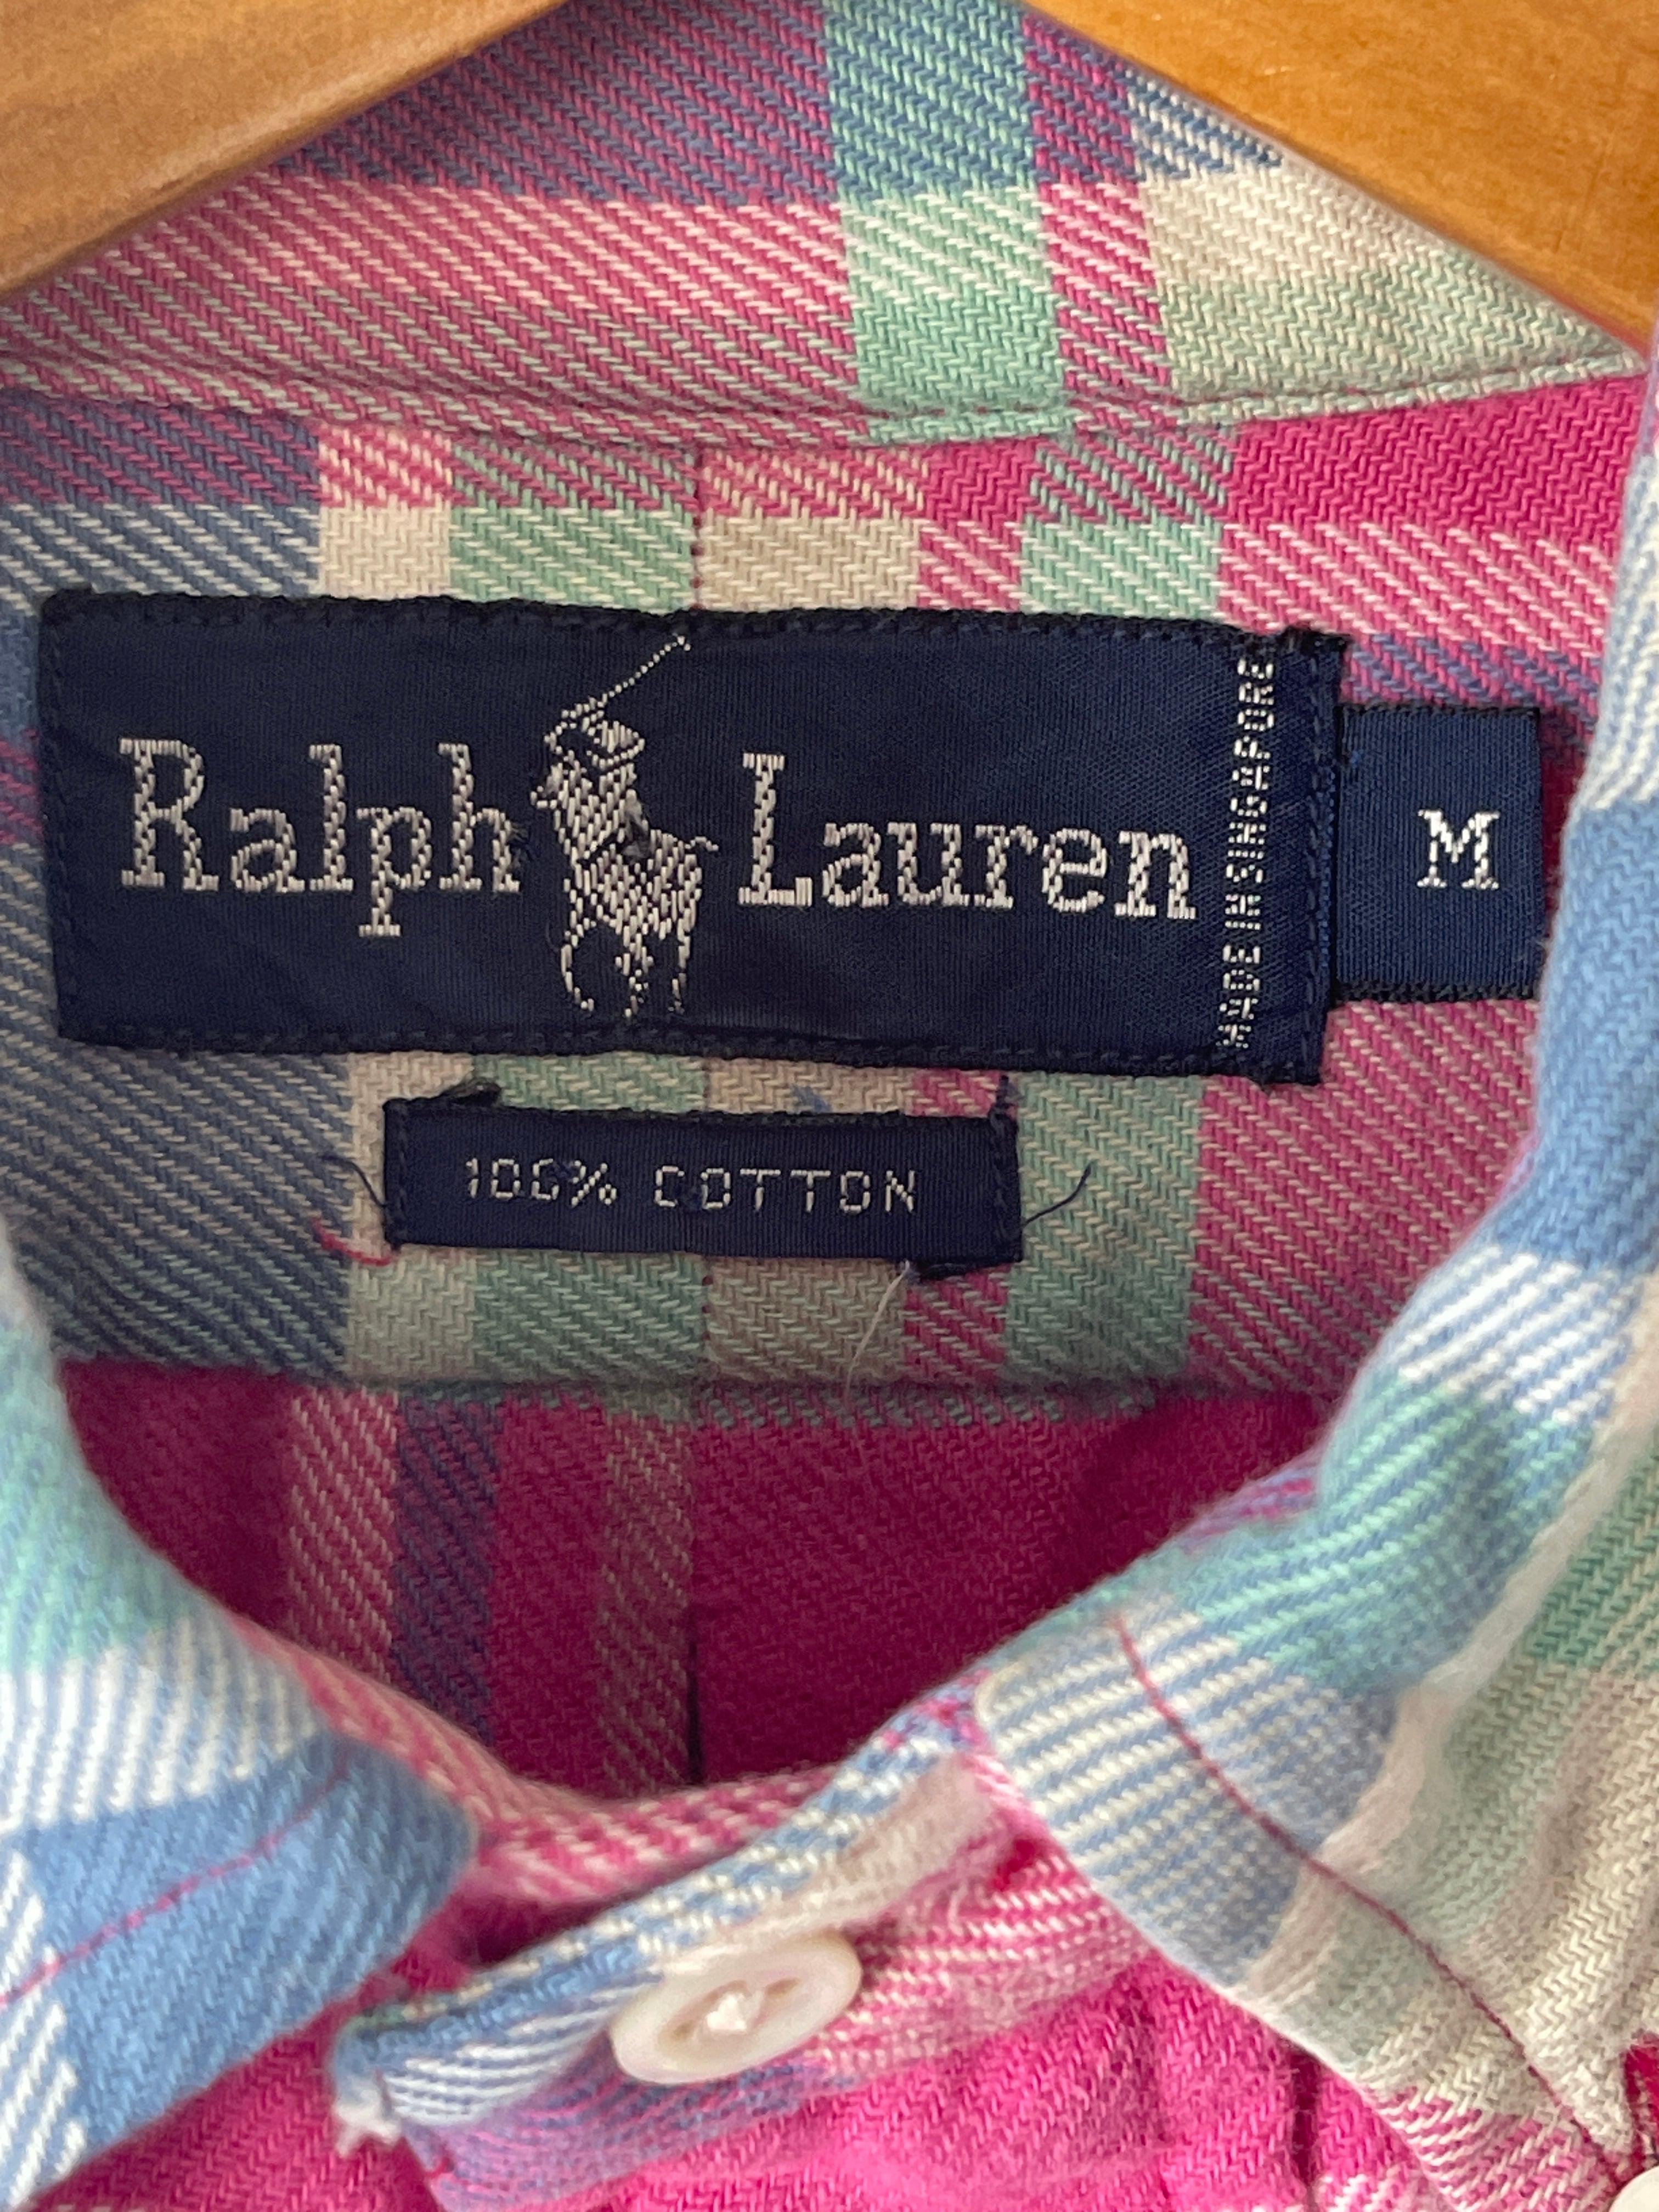 Ralph Lauren
MADE IN SINGAPORE
M
100% COTTON